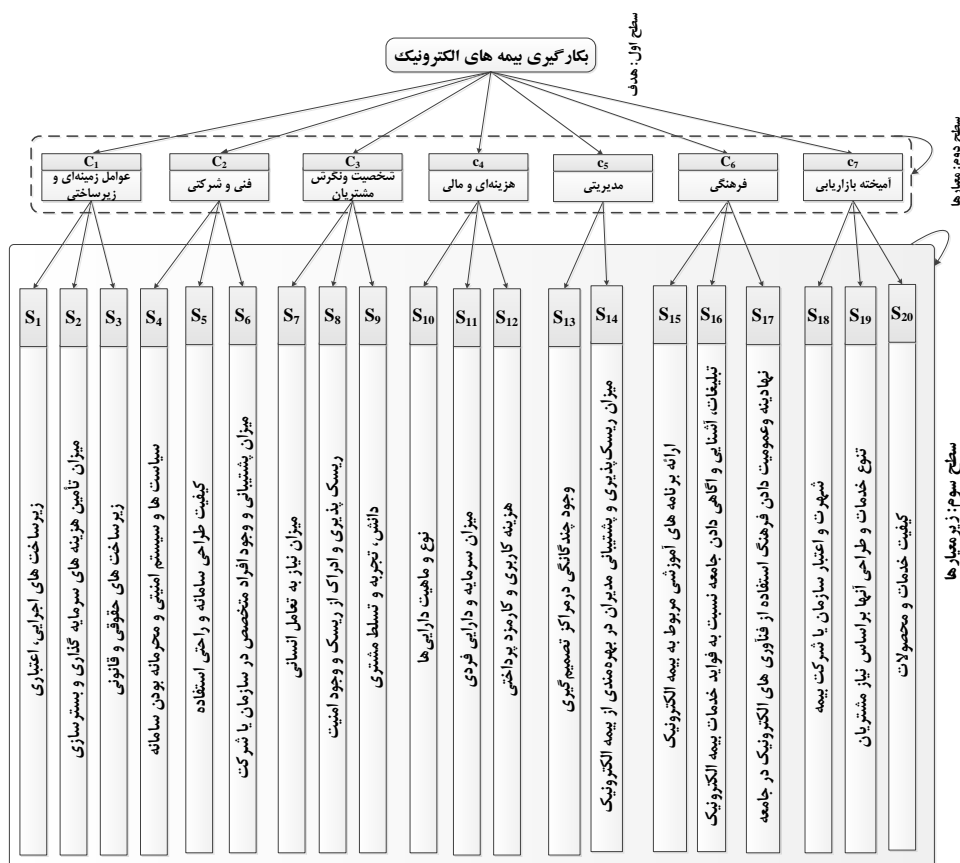 سطح اول: هدف
بکارگیری بیمه های الکترونیک
سطح دوم: معیارها
C1
عوامل زمینه‌ای و
زیرساختی
C2
فنی و شرکتی
C3
شخصیت ونگرش
مشتریان
c4
هزینه‌ای و مالی
c5
مدیریتی
C6
فرهنگی
c7
آمیخته بازاریابی
سطح سوم: زیرمعیارها
S1
زیرساخت های اجرایی، اعتباری
S2
میزان تأمین هزینه های سرمایه گذاری و بسترسازی
S3
زیرساخت های حقوقی و قانونی
S4
سیاست ها و سیستم امنیتی و محرمانه بودن سامانه
S5
کیفیت طراحی سامانه و راحتی استفاده
S6
میزان پشتیبانی و وجود افراد متخصص در سازمان یا شرکت
S7
میزان نیاز به تعامل انسانی
S8
ریسک پذیری و ادراک از ریسک و وجود امنیت
S9
دانش، تجربه و تسلط مشتری
S10
نوع و ماهیت دارایی‌ها
S11
میزان سرمایه و دارایی فردی
S12
هزینه کاربری و کارمزد پرداختی
S13
وجود چندگانگی درمراکز تصمیم‌گیری
S14
میزان ریسک‌پذیری و پشتیبانی مدیران در بهره‌مندی از بیمه الکترونیک
S15
ارائه برنامه های آموزشی مربوط به بیمه الکترونیک
S16
تبلیغات، آشنایی و اگاهی دادن جامعه نسبت به فواید خدمات بیمه الکترونیک
S17
نهادینه وعمومیت دادن فرهنگ استفاده از فنآوری های الکترونیک در جامعه
S18
شهرت و اعتبار سازمان یا شرکت بیمه
S19
تنوع خدمات و طراحی آنها براساس نیاز مشتریان
S20
کیفیت خدمات و محصولات